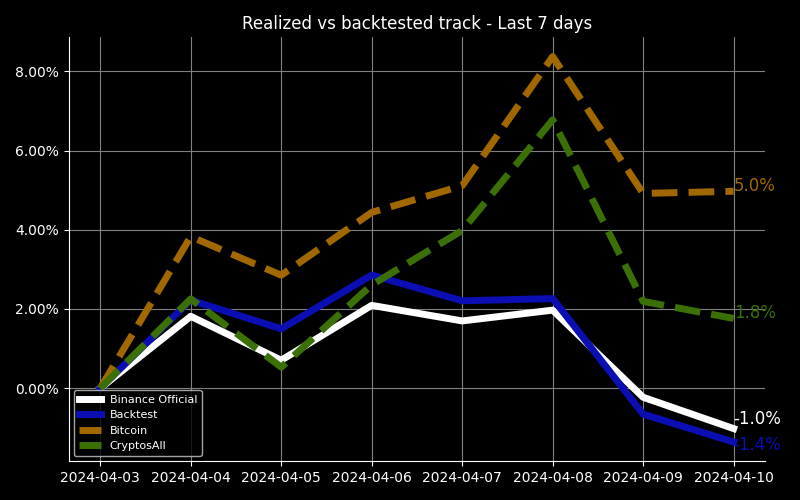 Realized vs backtested track - Last 7 days
8.00%
6.00%
4.00%
2.00%
0.00%
5.0%
1.8%
-1.0%
-1.4%
Binance Official
Backtest
Bitcoin
CryptosAll
2024-04-03 2024-04-04 2024-04-05 2024-04-06 2024-04-07 2024-04-08 2024-04-09 2024-04-10